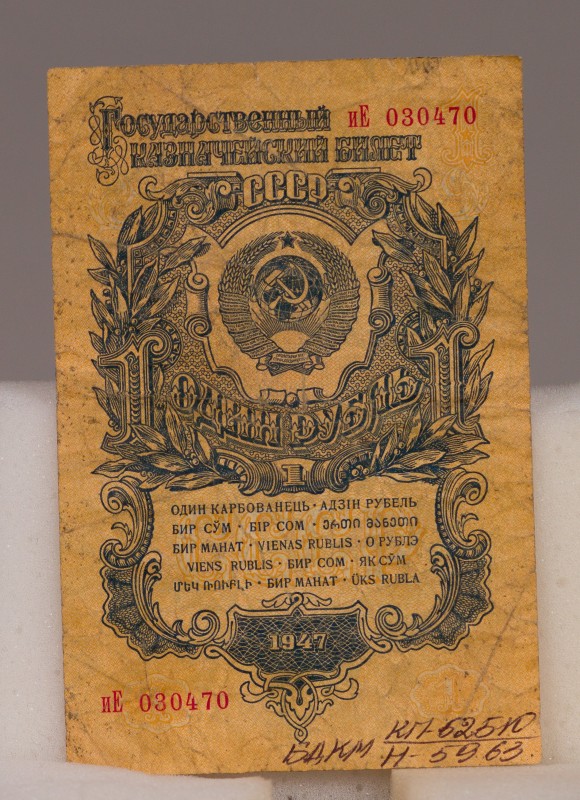 Государственный иЕ 030470
казначейский билет
СССР
1 1
ОДИН РУБЛЬ
1
ОДИН КАРБОВАНЕЦЬ · АДЗІН РУБЕЛЬ
БИР СЎМ · БІР СОМ · ერთი მანეთი
БИР МАНАТ · VIENAS RUBLIS · О РУБЛЭ
VIENS RUBLIS · БИР СОМ · ЯК СӮМ
ՄԵԿ ՌՈՒԲԼԻ · БИР МАНАТ · ÜKS RUBLA
1947
иЕ 030470
БДКМ КП-62510
Н-5963.